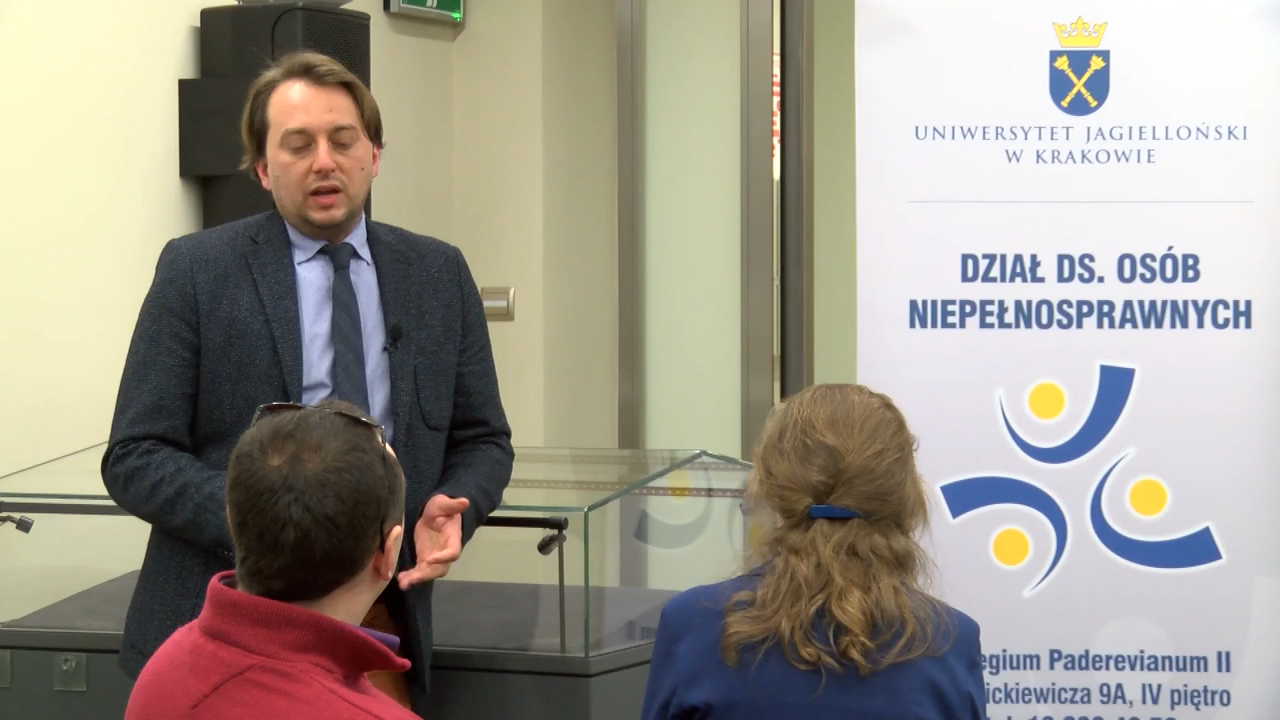 UNIWERSYTET JAGIELLOŃSKI
W KRAKOWIE
DZIAŁ DS. OSÓB
NIEPEŁNOSPRAWNYCH
egium Paderevianum II
ickiewicza 9A, IV piętro